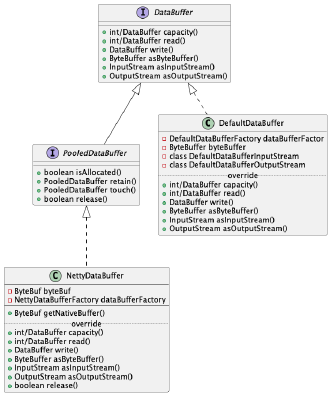 I DataBuffer
int/DataBuffer capacity()
int/DataBuffer read()
DataBuffer write()
ByteBuffer asByteBuffer()
InputStream asInputStream()
OutputStream asOutputStream()
C DefaultDataBuffer
DefaultDataBufferFactory dataBufferFactor
ByteBuffer byteBuffer
class DefaultDataBufferInputStream
class DefaultDataBufferOutputStream
override
int/DataBuffer capacity()
int/DataBuffer read()
DataBuffer write()
ByteBuffer asByteBuffer()
InputStream asInputStream()
OutputStream asOutputStream()
I PooledDataBuffer
boolean isAllocated()
PooledDataBuffer retain()
PooledDataBuffer touch()
boolean release()
C NettyDataBuffer
ByteBuf byteBuf
NettyDataBufferFactory dataBufferFactory
ByteBuf getNativeBuffer()
override
int/DataBuffer capacity()
int/DataBuffer read()
DataBuffer write()
ByteBuffer asByteBuffer()
InputStream asInputStream()
OutputStream asOutputStream()
boolean release()